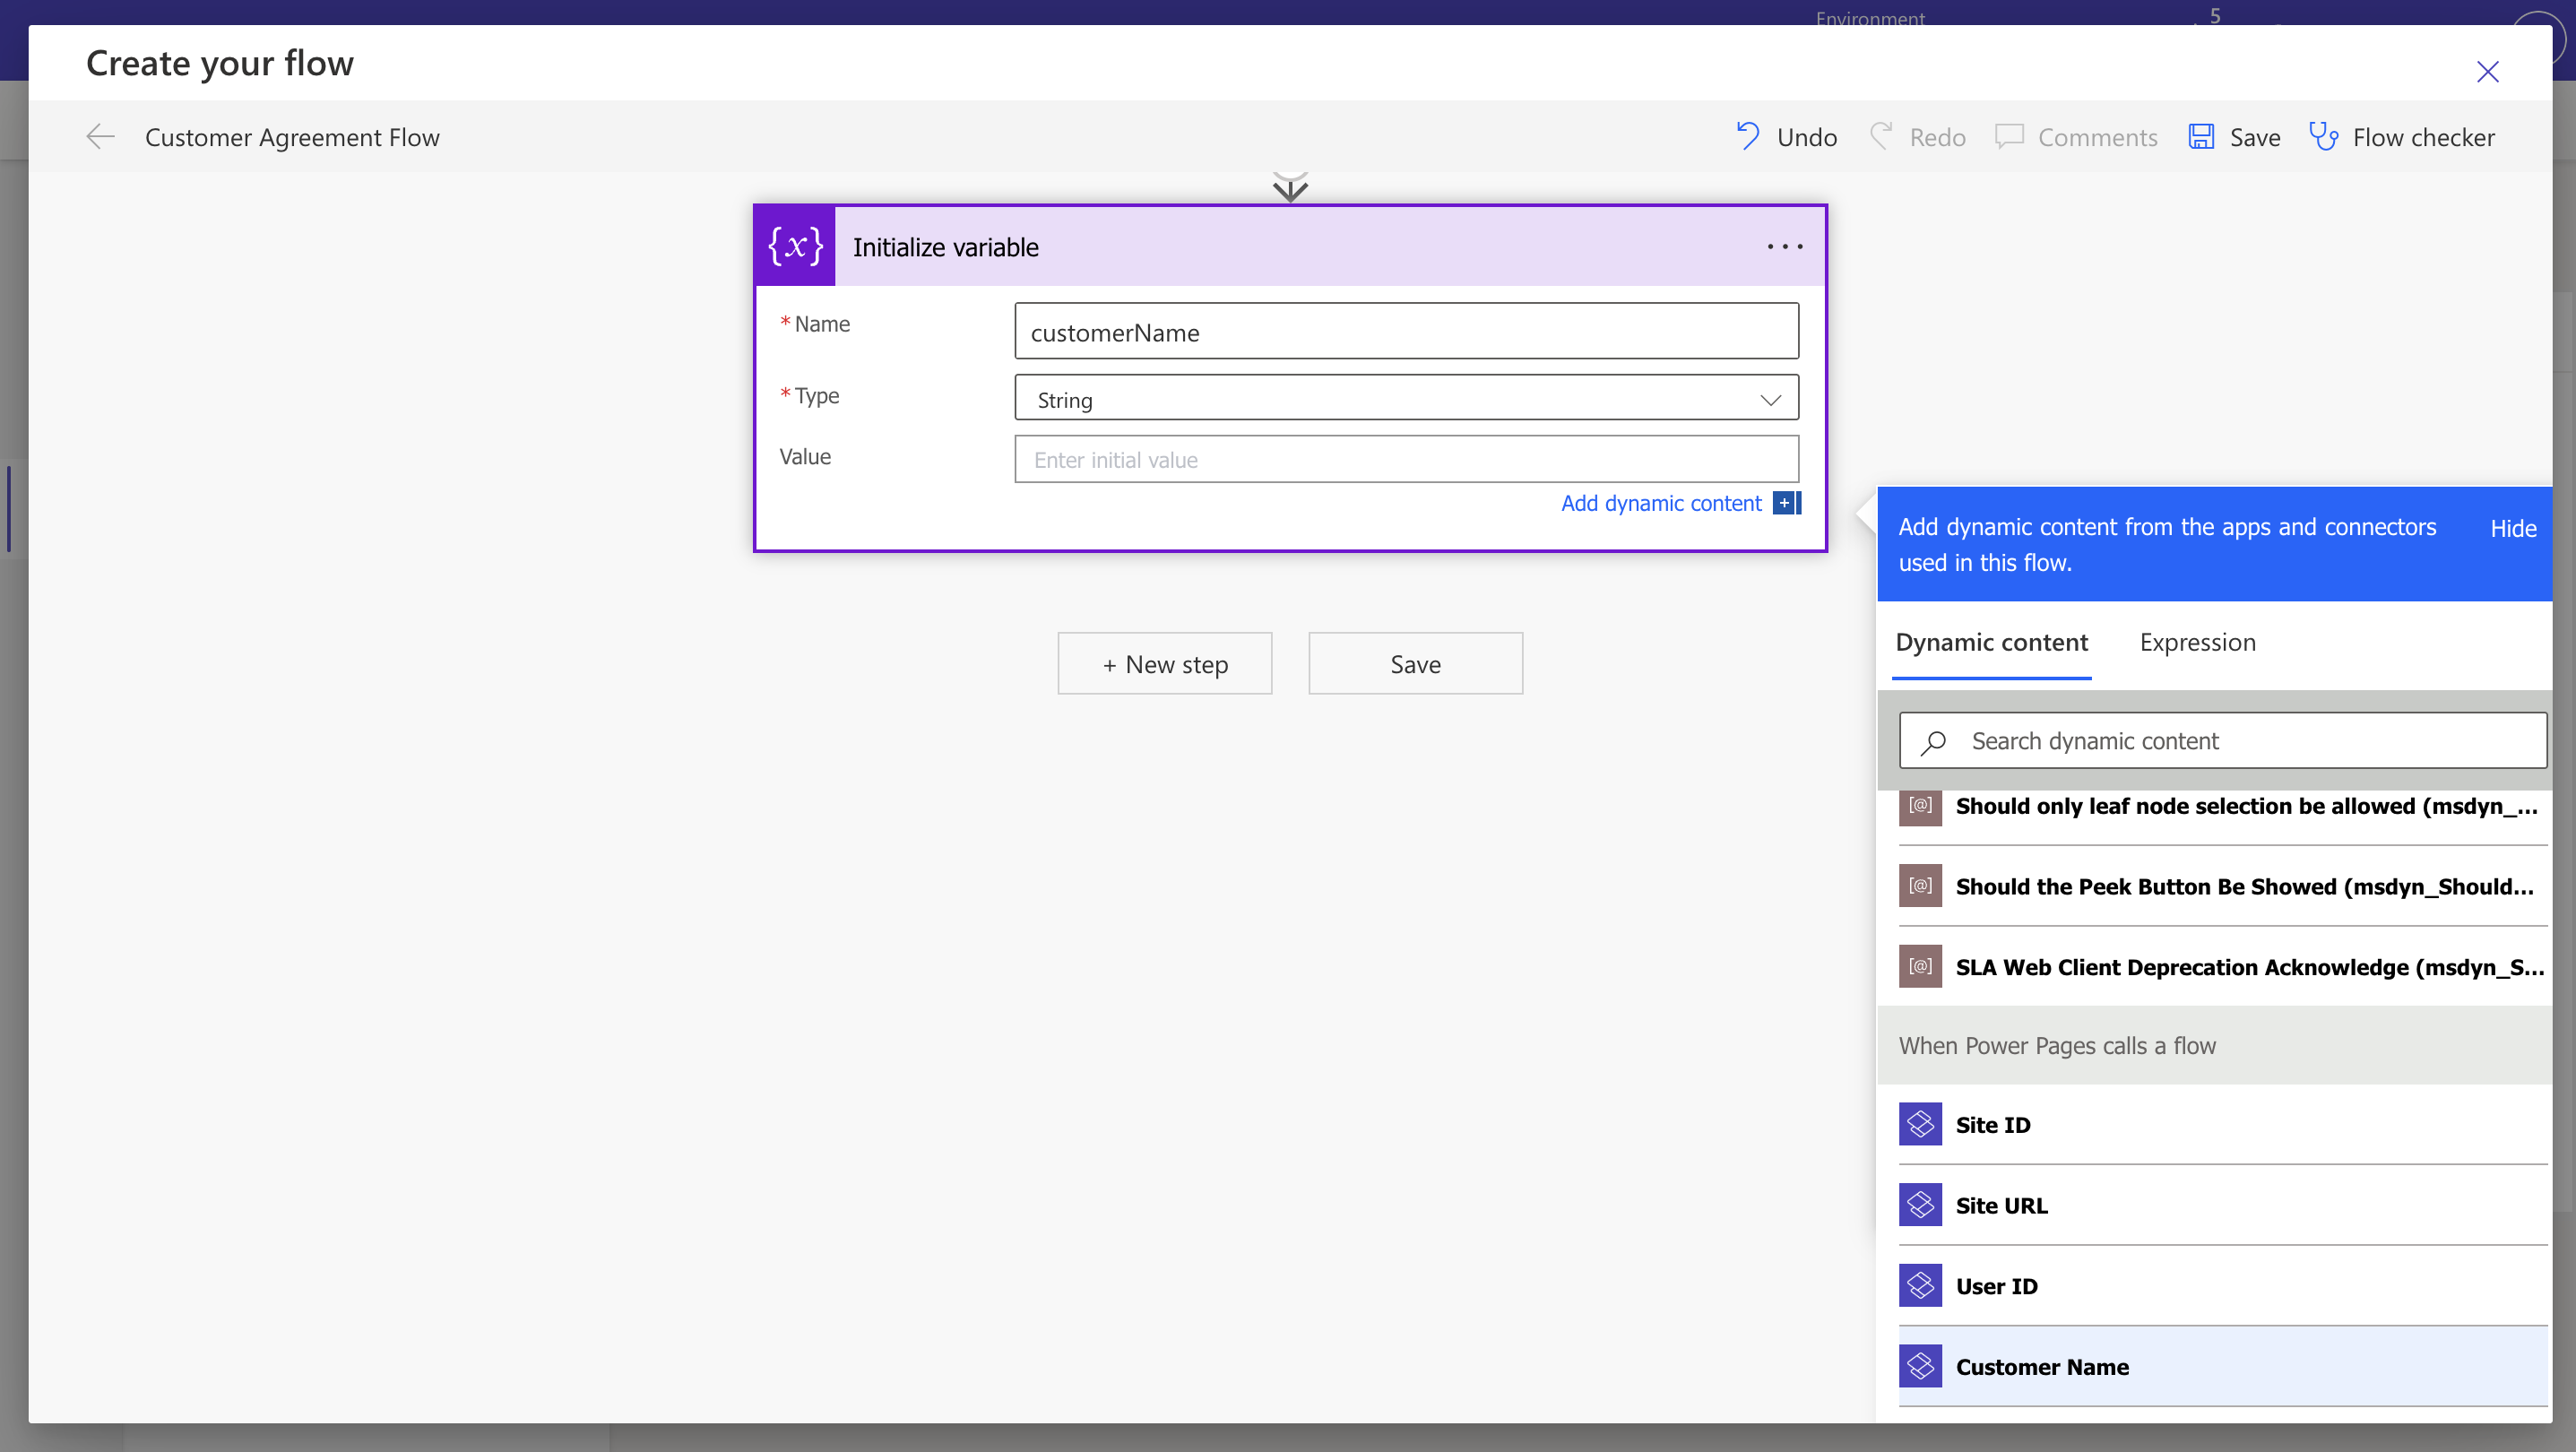 Environment
5
Create your flow
Customer Agreement Flow
Undo
Redo
Comments
Save
Flow checker
{x}
Initialize variable
...
* Name
customerName
* Type
String
Value
Enter initial value
Add dynamic content
+ New step
Save
Add dynamic content from the apps and connectors
used in this flow.
Hide
Dynamic content
Expression
Search dynamic content
[@] Should only leaf node selection be allowed (msdyn_...
[@] Should the Peek Button Be Showed (msdyn_Should...
[@] SLA Web Client Deprecation Acknowledge (msdyn_S...
When Power Pages calls a flow
Site ID
Site URL
User ID
Customer Name